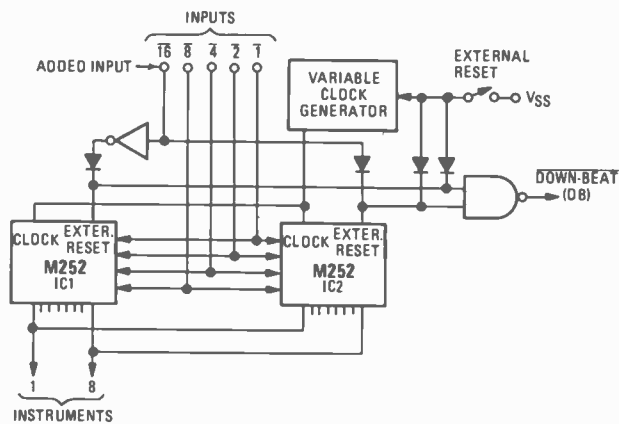 INPUTS
16 8 4 2 1
ADDED INPUT
VARIABLE
CLOCK
GENERATOR
EXTERNAL
RESET
VSS
DOWN-BEAT
(DB)
CLOCK EXTER.
RESET
M252
IC1
CLOCK EXTER.
RESET
M252
IC2
1 8
INSTRUMENTS